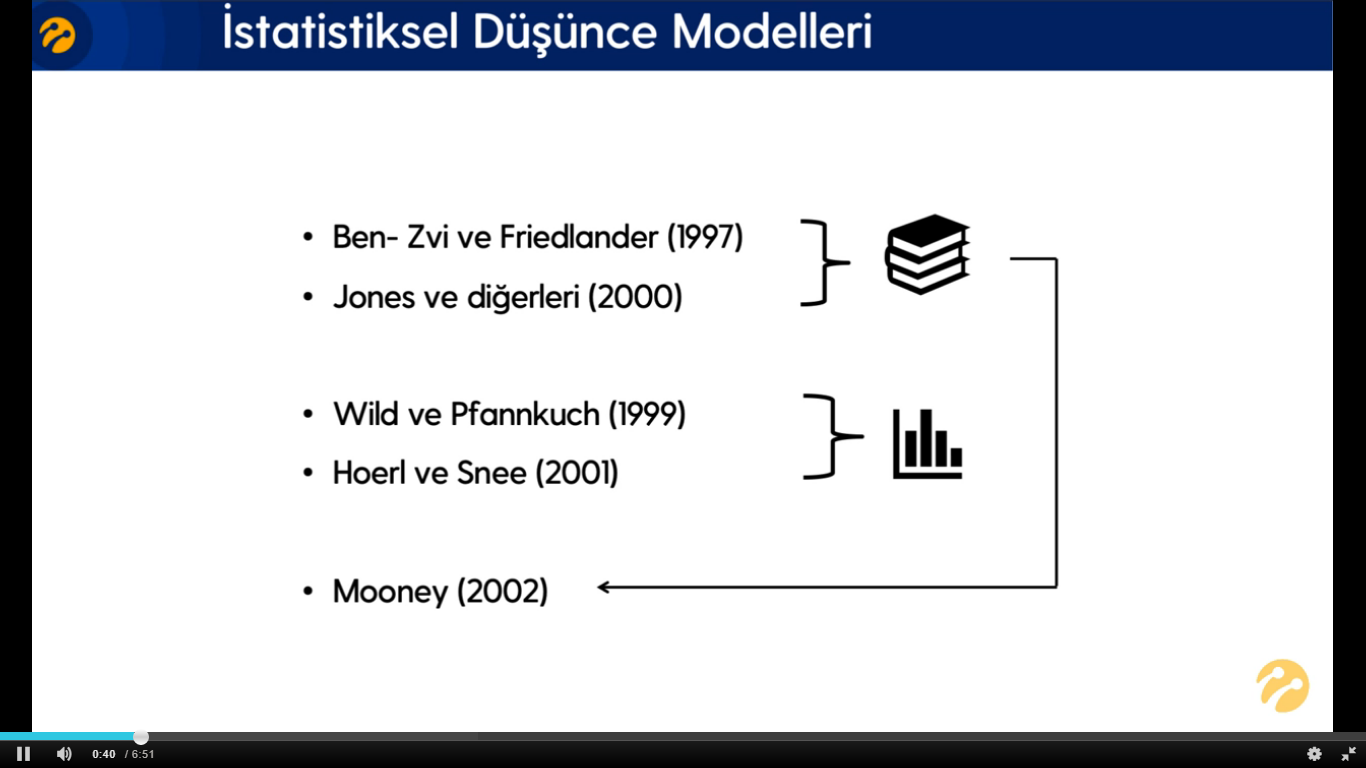 İstatistiksel Düşünce Modelleri
• Ben- Zvi ve Friedlander (1997)
• Jones ve diğerleri (2000)
• Wild ve Pfannkuch (1999)
• Hoerl ve Snee (2001)
• Mooney (2002)
0:40 / 6:51